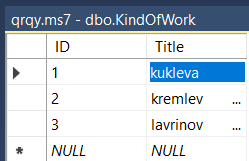 qrqy.ms7 - dbo.KindOfWork
ID Title
1 kukleva
2 kremlev ...
3 lavrinov ...
* NULL NULL